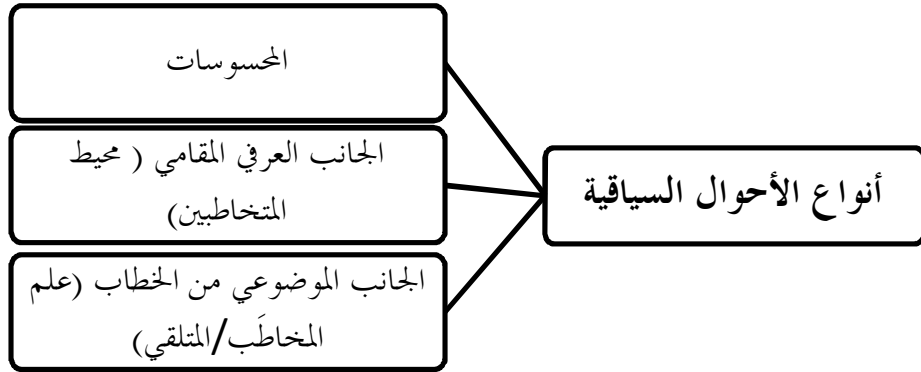 أنواع الأحوال السياقية
المحسوسات
الجانب العرفي المقامي ( محيط
المتخاطبين)
الجانب الموضوعي من الخطاب (علم
المخاطَب/المتلقي)